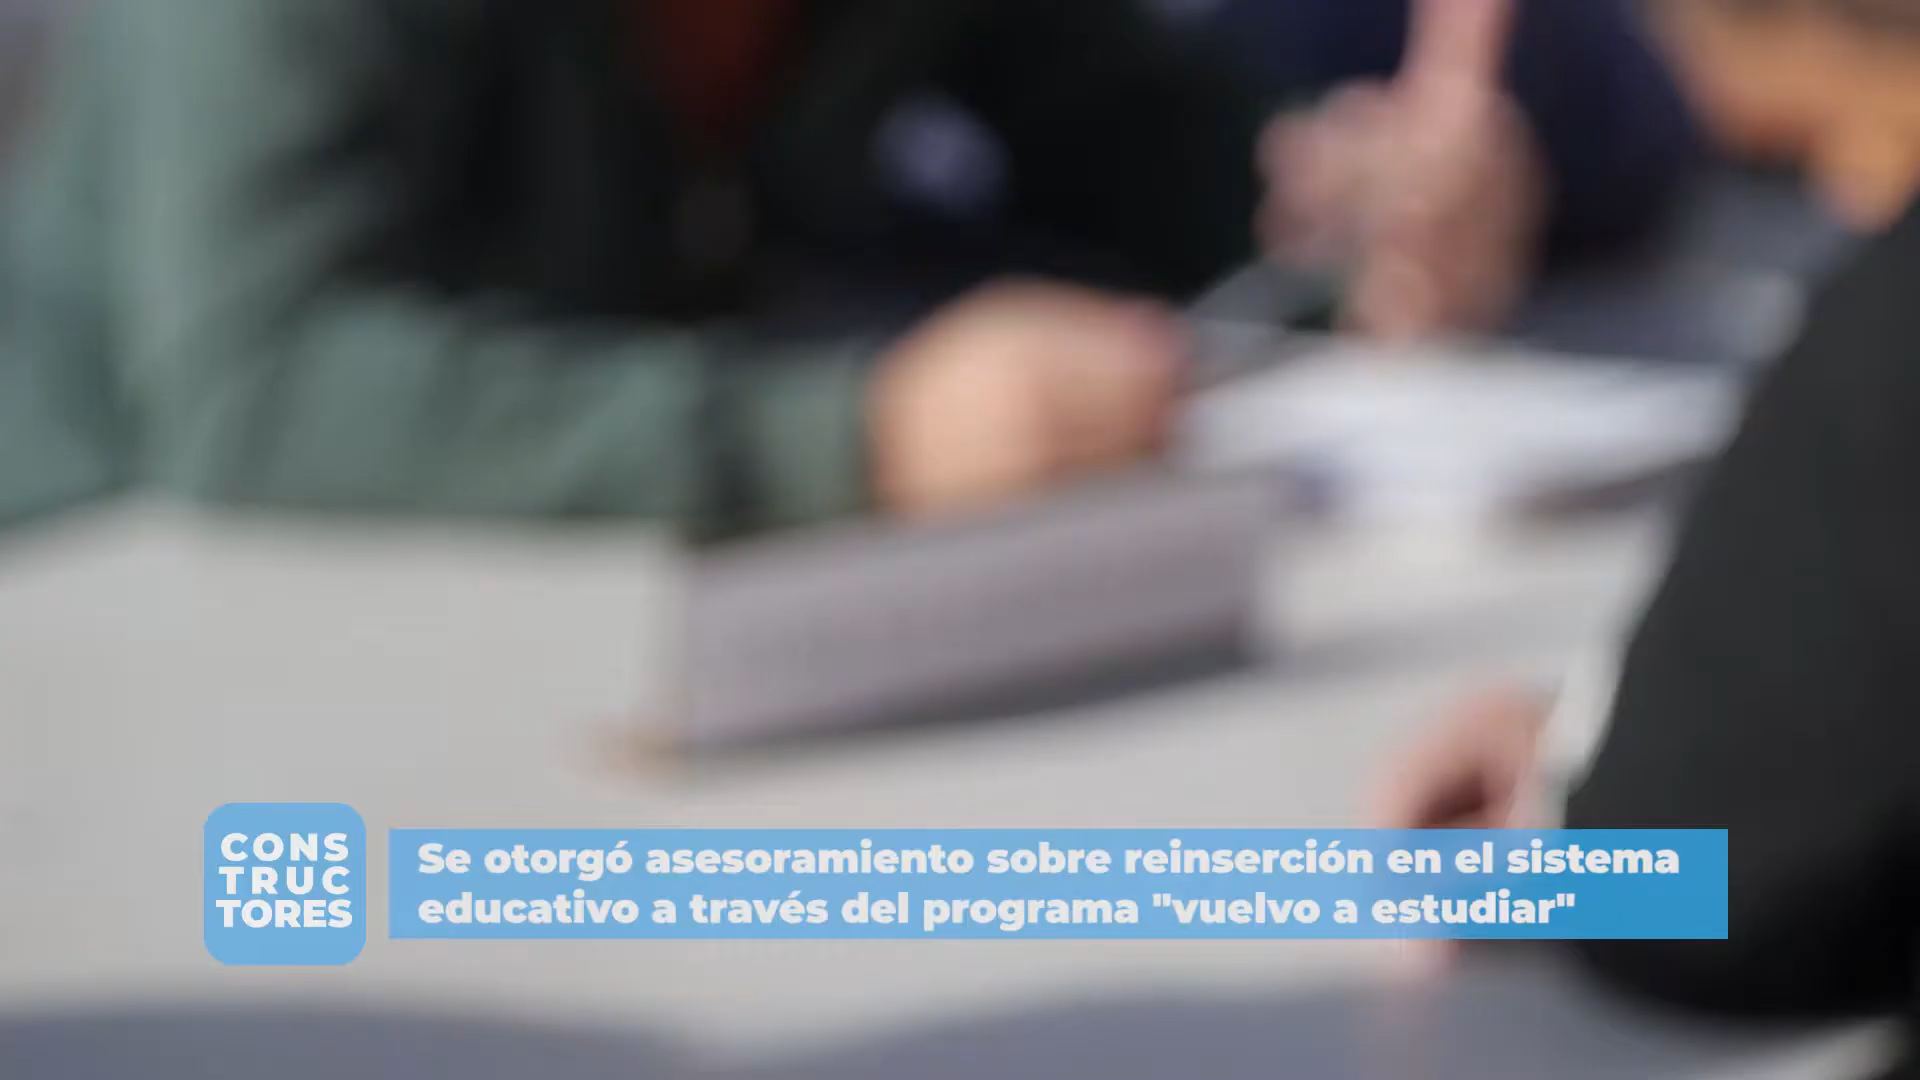 CONS
TRUC
TORES
Se otorgó asesoramiento sobre reinserción en el sistema
educativo a través del programa "vuelvo a estudiar"